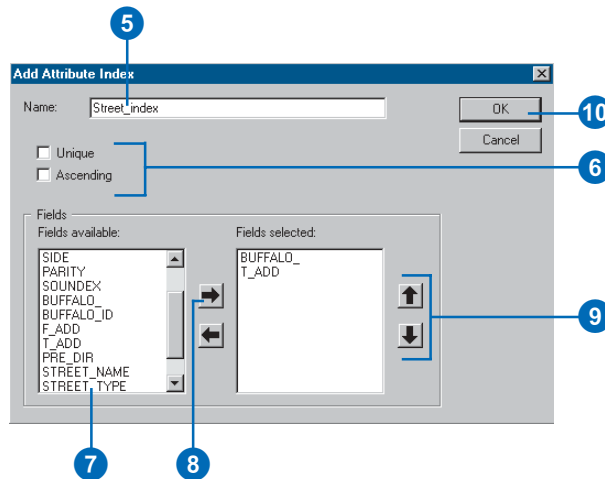 5
Add Attribute Index
Name: Street_index
OK
10
Cancel
Unique
Ascending
6
Fields
Fields available:
Fields selected:
SIDE
PARITY
SOUNDEX
BUFFALO_
BUFFALO_ID
F_ADD
T_ADD
PRE_DIR
STREET_NAME
STREET_TYPE
BUFFALO_
T_ADD
9
7
8